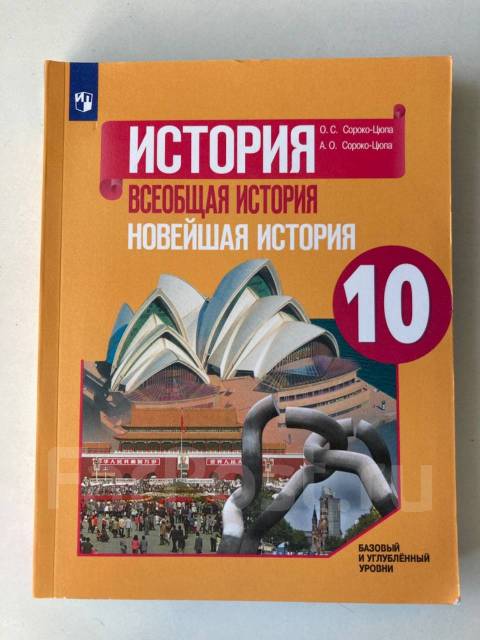 О. С. Сороко-Цюпа
А. О. Сороко-Цюпа
ИСТОРИЯ
ВСЕОБЩАЯ ИСТОРИЯ
НОВЕЙШАЯ ИСТОРИЯ
10
БАЗОВЫЙ
И УГЛУБЛЁННЫЙ
УРОВНИ